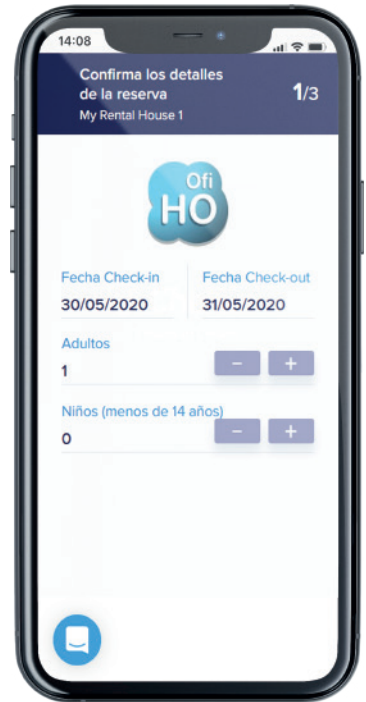 14:08
Confirma los detalles
de la reserva
1/3
My Rental House 1
Ofi
HO
Fecha Check-in
Fecha Check-out
30/05/2020
31/05/2020
Adultos
1
− +
Niños (menos de 14 años)
0
− +